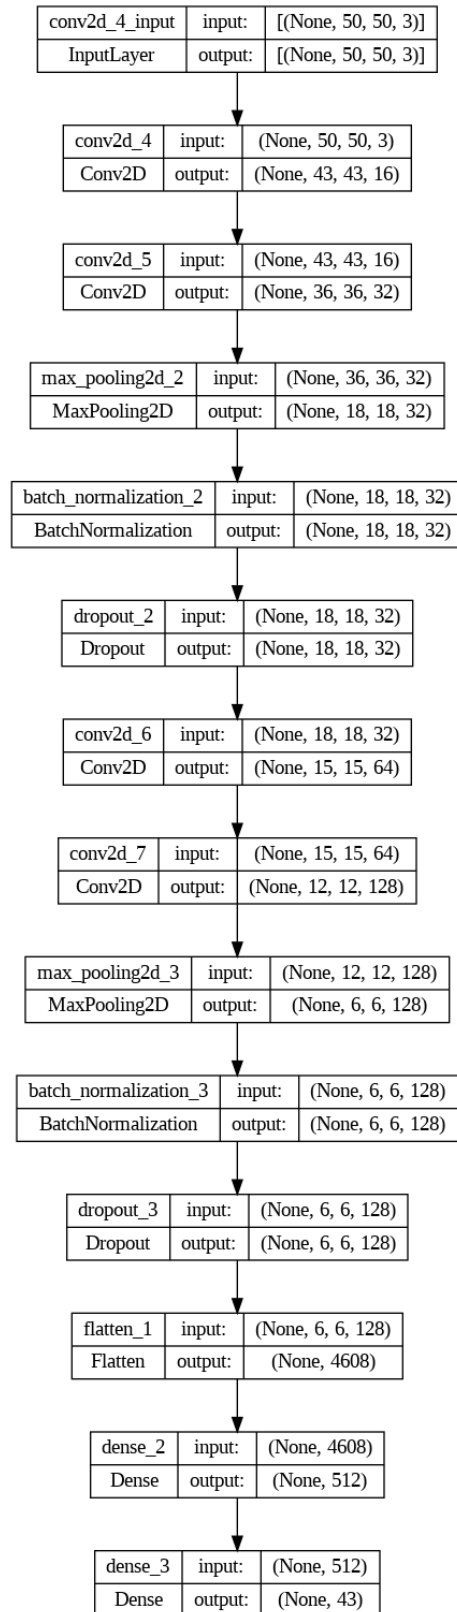 conv2d_4_input input: [(None, 50, 50, 3)]
InputLayer output: [(None, 50, 50, 3)]
conv2d_4 input: (None, 50, 50, 3)
Conv2D output: (None, 43, 43, 16)
conv2d_5 input: (None, 43, 43, 16)
Conv2D output: (None, 36, 36, 32)
max_pooling2d_2 input: (None, 36, 36, 32)
MaxPooling2D output: (None, 18, 18, 32)
batch_normalization_2 input: (None, 18, 18, 32)
BatchNormalization output: (None, 18, 18, 32)
dropout_2 input: (None, 18, 18, 32)
Dropout output: (None, 18, 18, 32)
conv2d_6 input: (None, 18, 18, 32)
Conv2D output: (None, 15, 15, 64)
conv2d_7 input: (None, 15, 15, 64)
Conv2D output: (None, 12, 12, 128)
max_pooling2d_3 input: (None, 12, 12, 128)
MaxPooling2D output: (None, 6, 6, 128)
batch_normalization_3 input: (None, 6, 6, 128)
BatchNormalization output: (None, 6, 6, 128)
dropout_3 input: (None, 6, 6, 128)
Dropout output: (None, 6, 6, 128)
flatten_1 input: (None, 6, 6, 128)
Flatten output: (None, 4608)
dense_2 input: (None, 4608)
Dense output: (None, 512)
dense_3 input: (None, 512)
Dense output: (None, 43)